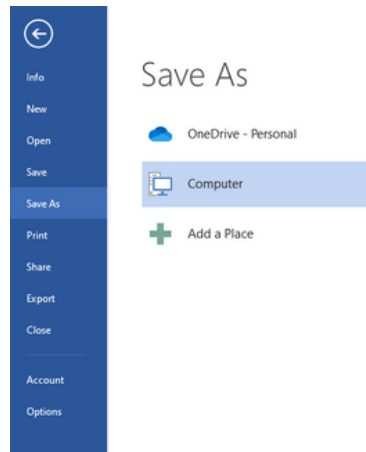 Info
New
Open
Save
Save As
Print
Share
Export
Close
Account
Options
Save As
OneDrive - Personal
Computer
Add a Place